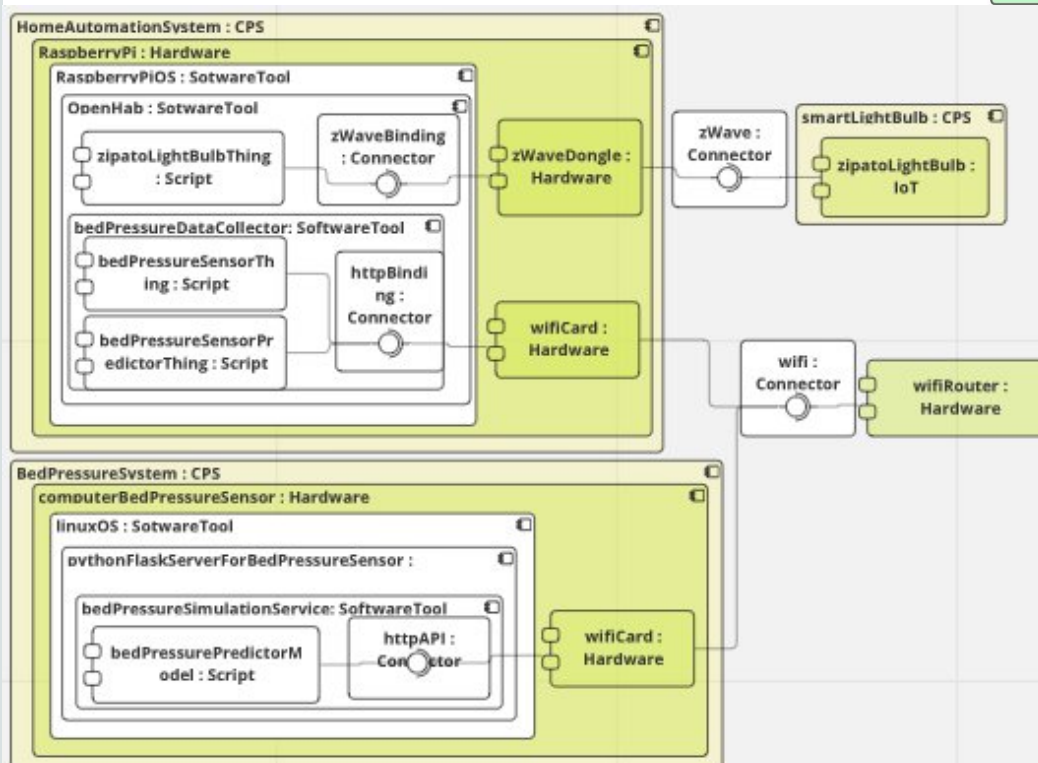 HomeAutomationSystem : CPS
RaspberryPi : Hardware
RaspberryPiOS : SotwareTool
OpenHab : SotwareTool
zipatoLightBulbThing
: Script
zWaveBinding
: Connector
zWaveDongle :
Hardware
zWave :
Connector
smartLightBulb : CPS
zipatoLightBulb :
IoT
bedPressureDataCollector: SoftwareTool
bedPressureSensorTh
ing : Script
bedPressureSensorPr
edictorThing : Script
httpBindi
ng :
Connector
wifiCard :
Hardware
wifi :
Connector
wifiRouter :
Hardware
BedPressureSystem : CPS
computerBedPressureSensor : Hardware
linuxOS : SotwareTool
pythonFlaskServerForBedPressureSensor :
bedPressureSimulationService: SoftwareTool
bedPressurePredictorM
odel : Script
httpAPI :
Connector
wifiCard :
Hardware